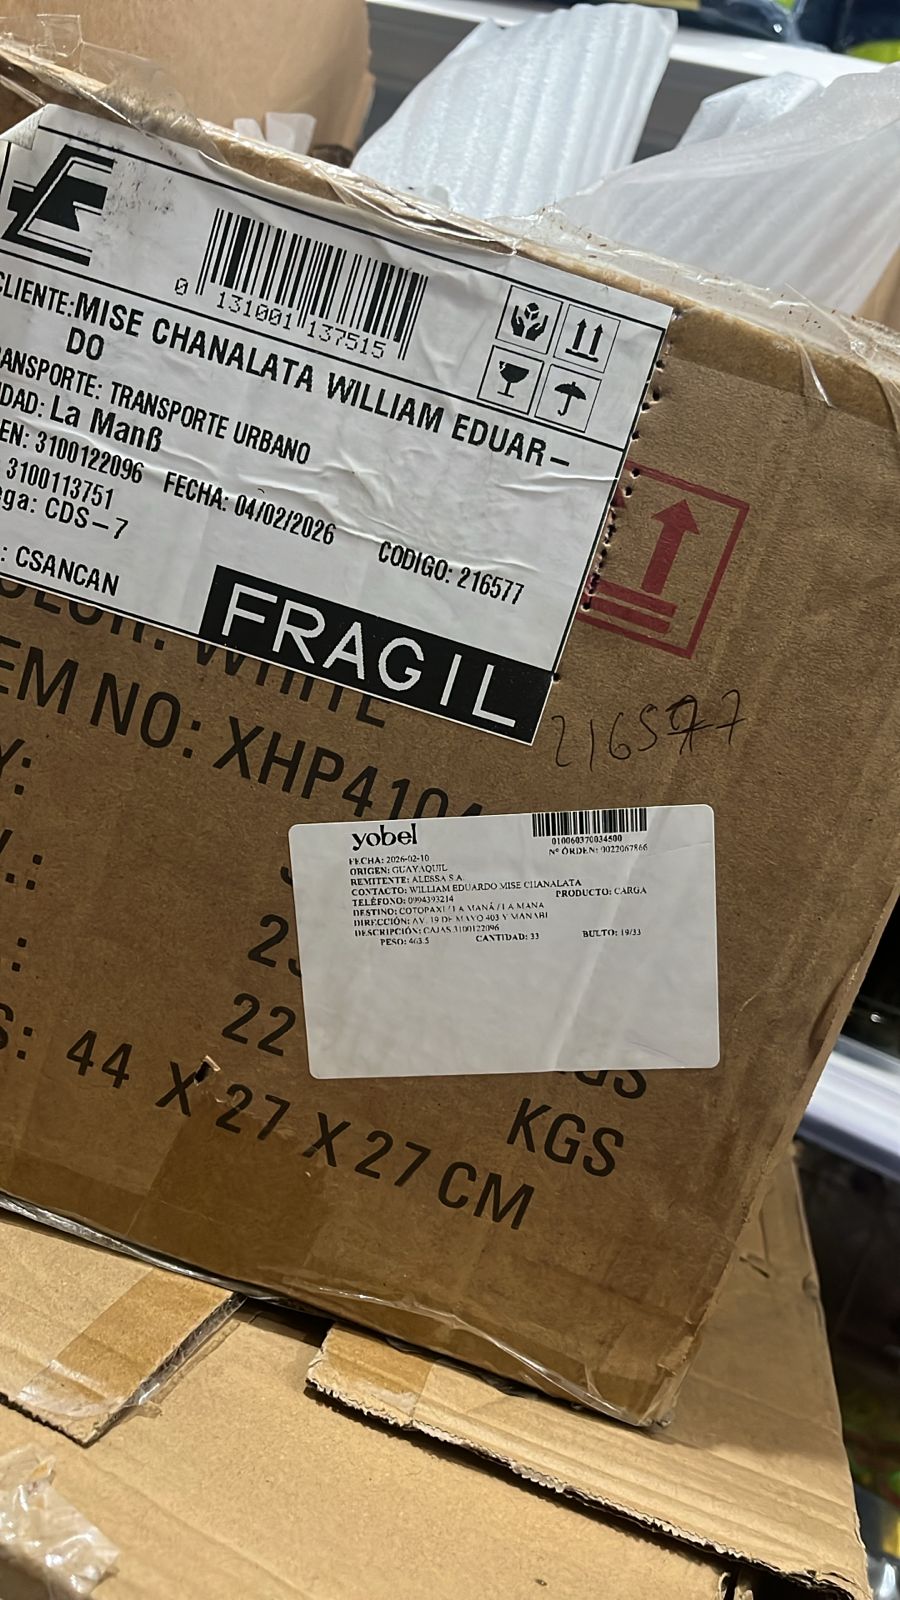 0 131001 137515
CLIENTE: MISE CHANALATA WILLIAM EDUAR-
DO
ANSPORTE: TRANSPORTE URBANO
DAD: La Manß
EN: 3100122096 FECHA: 04/02/2026
3100113751 CODIGO: 216577
ega: CDS-7
: CSANCAN
FRAGIL
WHITE
EM NO: XHP4104
Y:
216577
22
S: 44 X 27 X 27 CM
KGS
yobel
010060370034500
FECHA: 2026-02-10 Nº ÓRDEN: 0022067866
ORIGEN: GUAYAQUIL
REMITENTE: ALESSA S.A.
CONTACTO: WILLIAM EDUARDO MISE CHANALATA
TELÉFONO: 0994393214 PRODUCTO: CARGA
DESTINO: COTOPAXI / LA MANÁ / LA MANA
DIRECCIÓN: AV. 19 DE MAYO 403 Y MANABI
DESCRIPCIÓN: CAJAS 3100122096
PESO: 463.5 CANTIDAD: 33 BULTO: 19/33